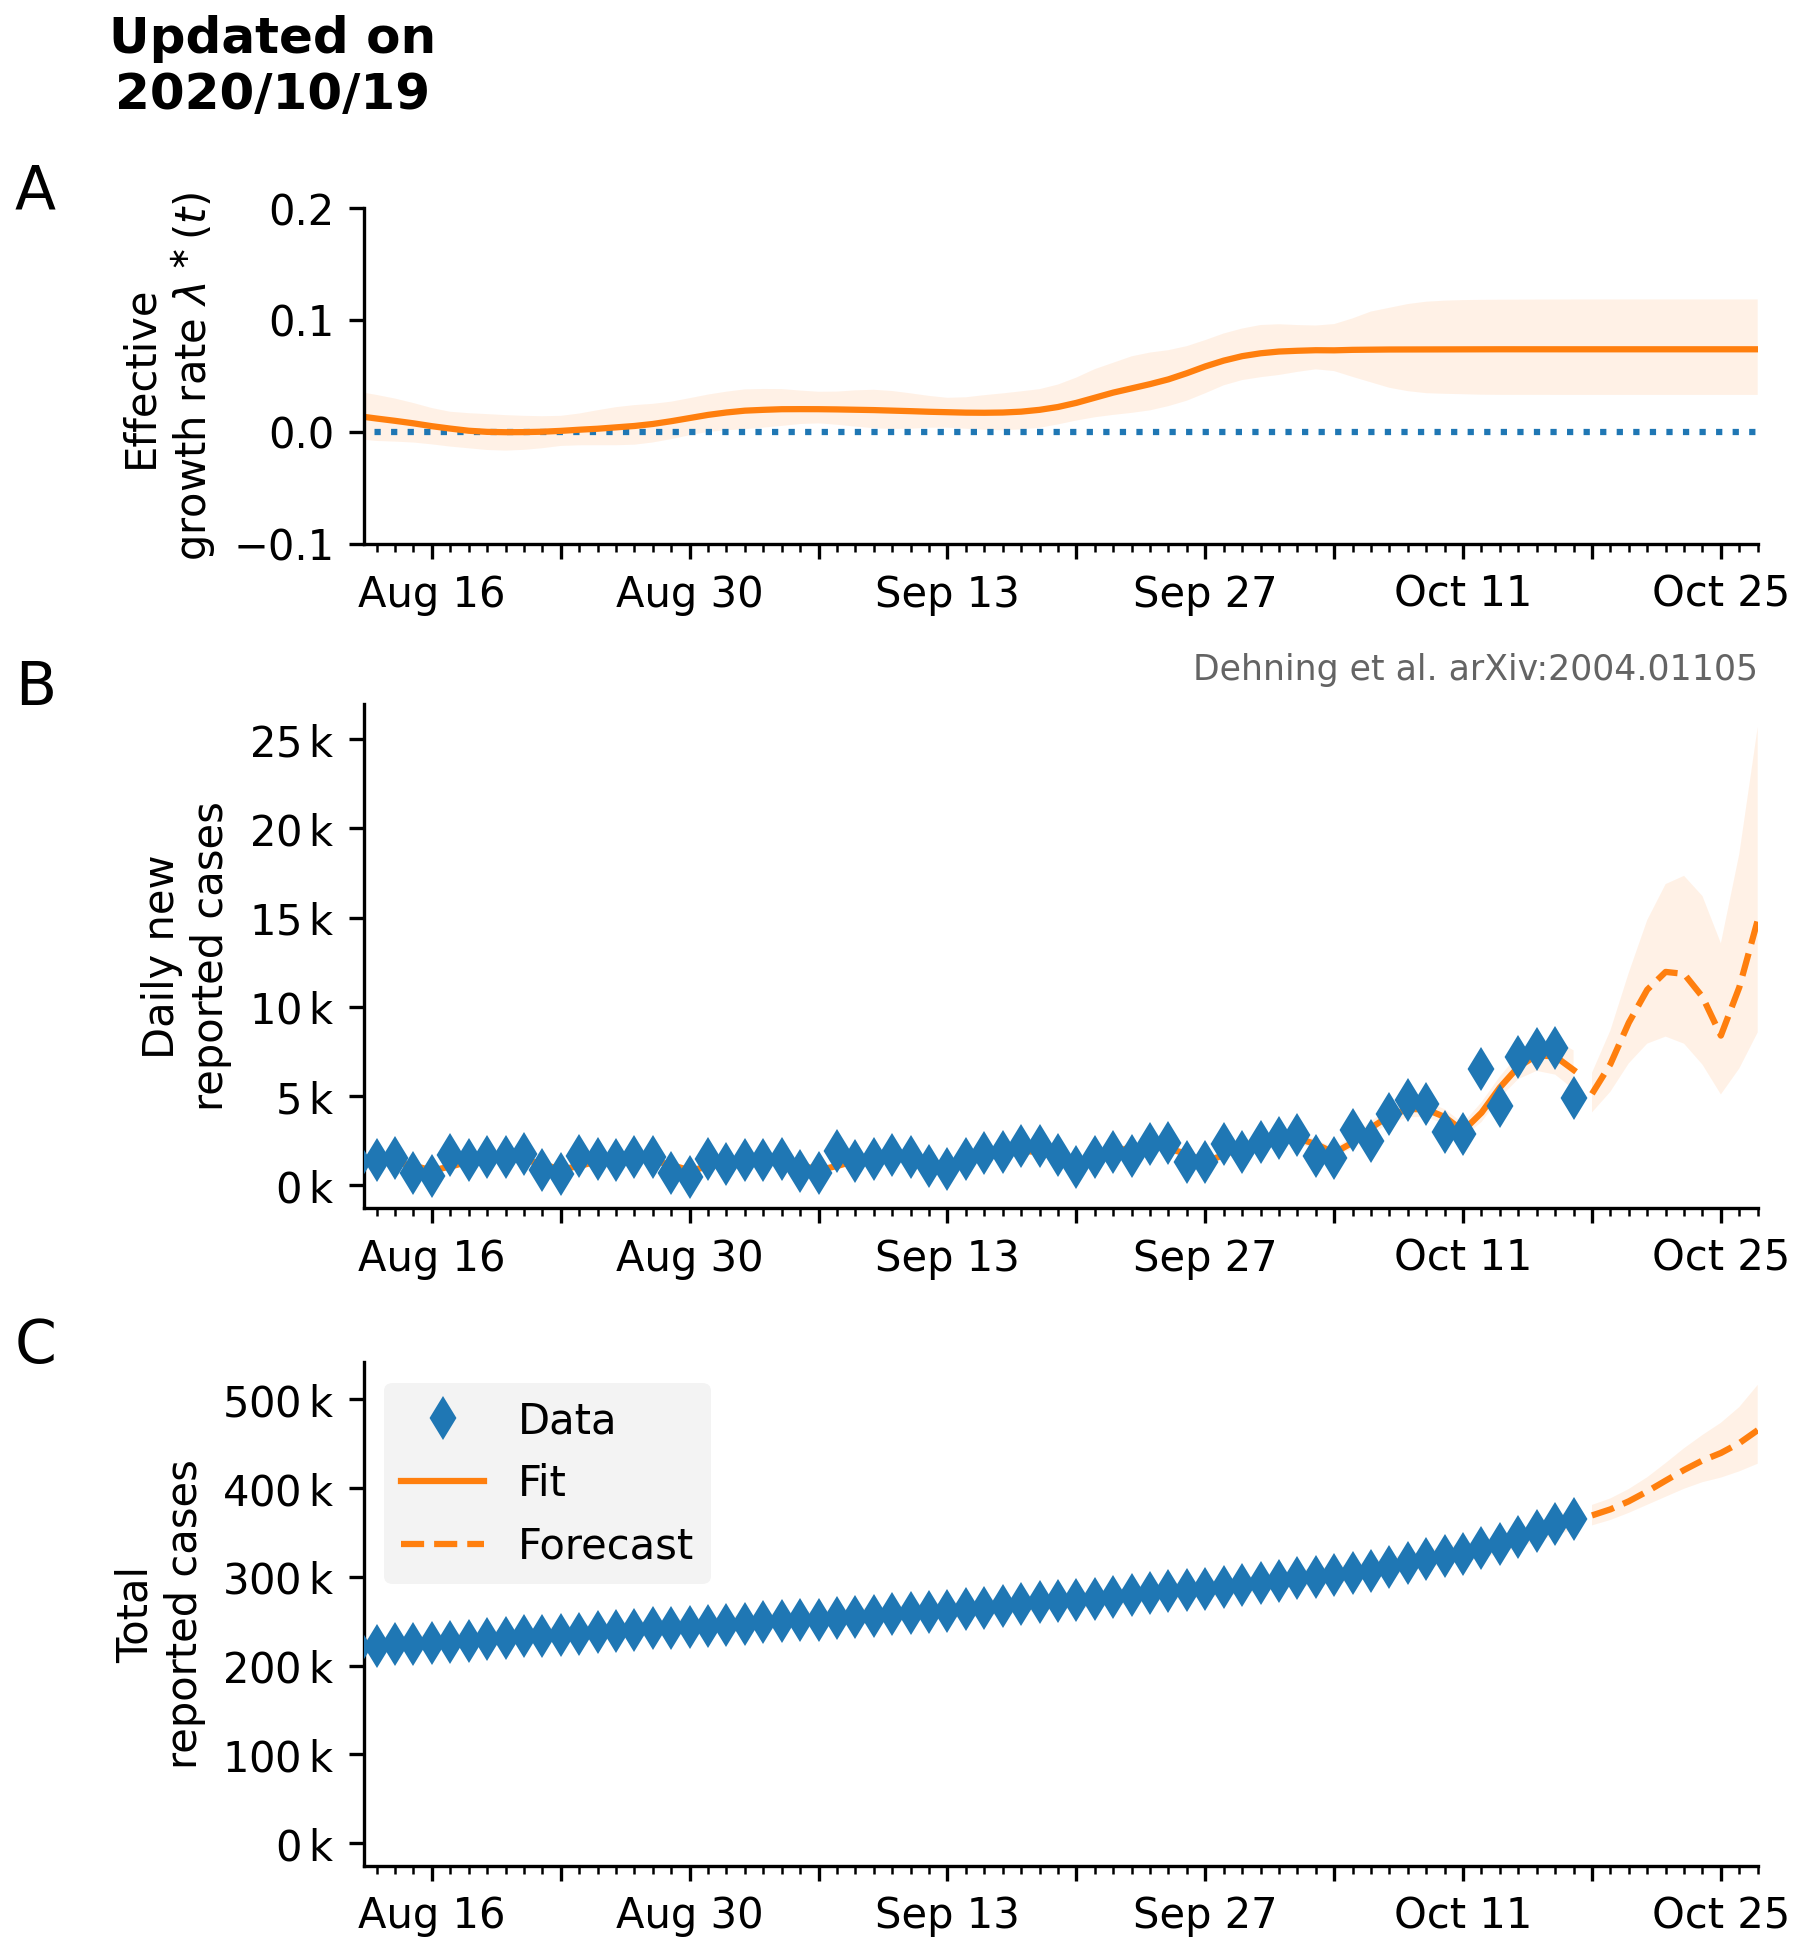 Updated on
2020/10/19
A
Effective
growth rate λ * (t)
0.2
0.1
0.0
−0.1
Aug 16 Aug 30 Sep 13 Sep 27 Oct 11 Oct 25
Dehning et al. arXiv:2004.01105
B
Daily new
reported cases
25 k
20 k
15 k
10 k
5 k
0 k
Aug 16 Aug 30 Sep 13 Sep 27 Oct 11 Oct 25
C
Total
reported cases
500 k
400 k
300 k
200 k
100 k
0 k
Data
Fit
Forecast
Aug 16 Aug 30 Sep 13 Sep 27 Oct 11 Oct 25